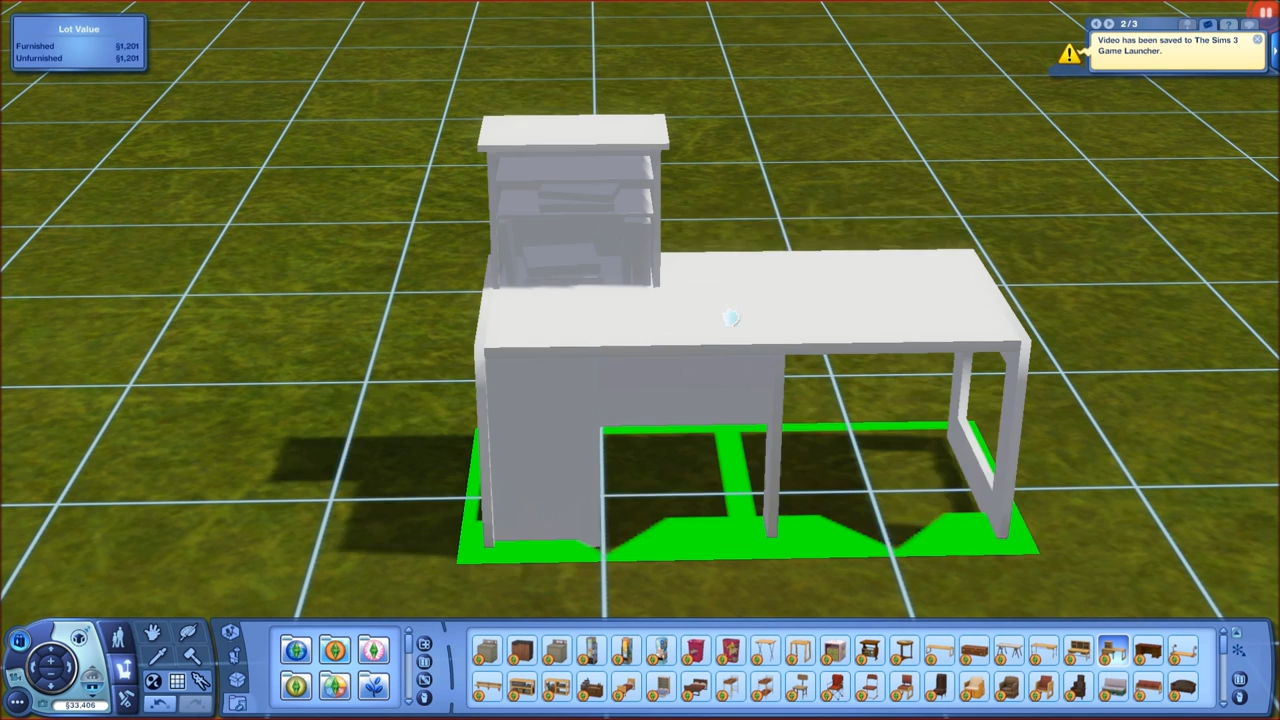 Lot Value
Furnished §1,201
Unfurnished §1,201
2/3
Video has been saved to The Sims 3
Game Launcher.
§33,406